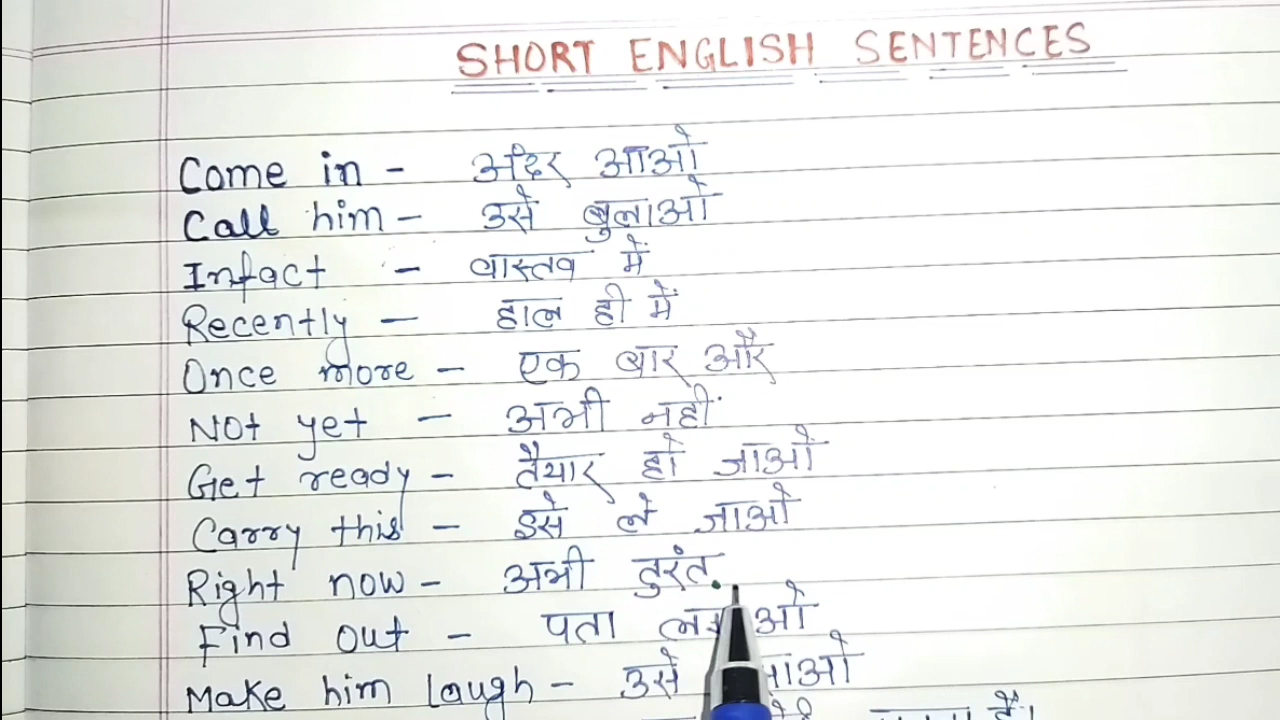 SHORT ENGLISH SENTENCES
Come in - अंदर आओ
Call him - उसे बुलाओ
Infact - वास्तव में
Recently - हाल ही में
Once more - एक बार और
Not yet - अभी नहीं
Get ready - तैयार हो जाओ
Carry this - इसे ले जाओ
Right now - अभी तुरंत
Find out - पता
Make him laugh - उसे